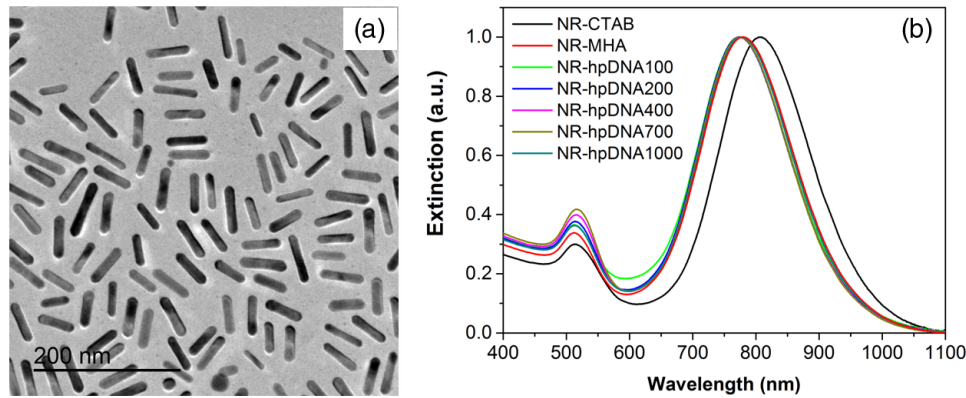 (a)
200 nm
(b)
NR-CTAB
NR-MHA
NR-hpDNA100
NR-hpDNA200
NR-hpDNA400
NR-hpDNA700
NR-hpDNA1000
Extinction (a.u.)
1.0
0.8
0.6
0.4
0.2
0.0
400 500 600 700 800 900 1000 1100
Wavelength (nm)